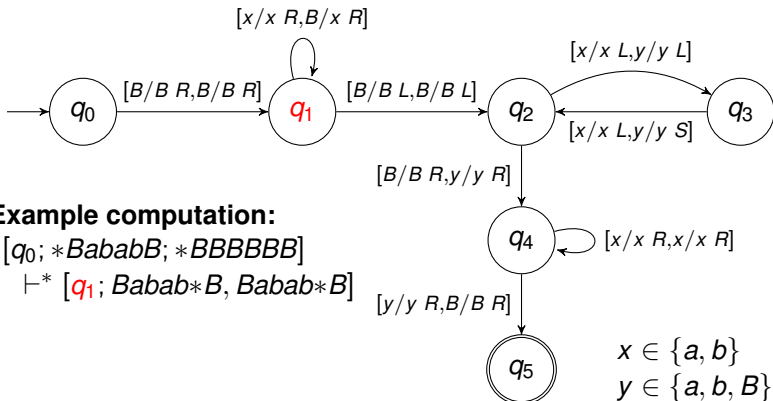 [x/x R,B/x R]
[x/x L,y/y L]
q0
[B/B R,B/B R]
q1
[B/B L,B/B L]
q2
q3
[x/x L,y/y S]
[B/B R,y/y R]
Example computation:
[q0; ∗BababB; ∗BBBBBB]
q4
[x/x R,x/x R]
⊢∗ [q1; Babab∗B, Babab∗B]
[y/y R,B/B R]
q5
x ∈ {a, b}
y ∈ {a, b, B}